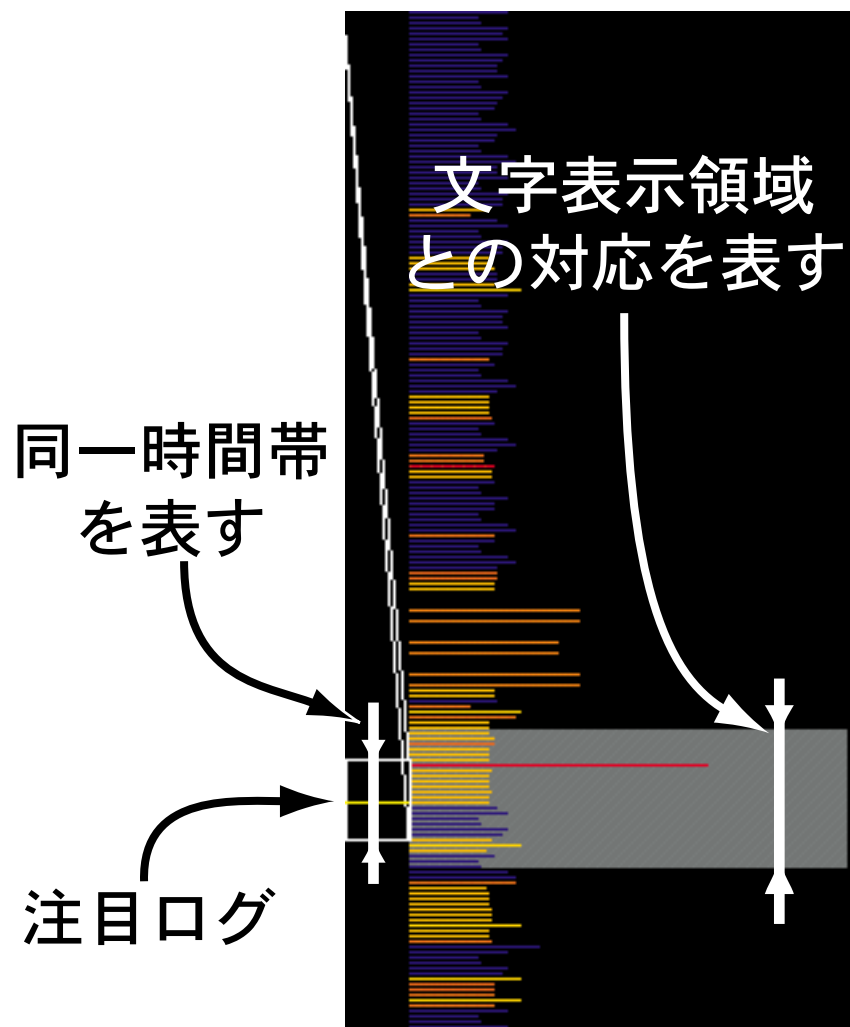 文字表示領域
との対応を表す
同一時間帯
を表す
注目ログ